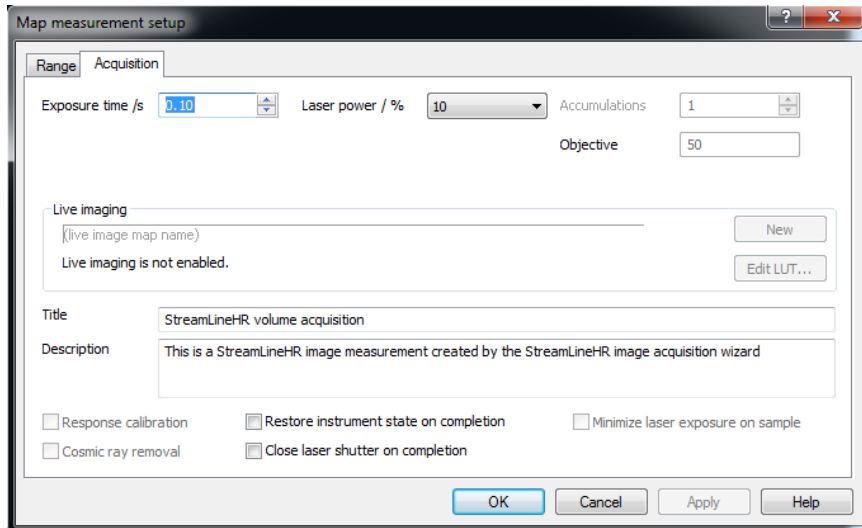 Map measurement setup
Range
Acquisition
Exposure time /s 0.10 Laser power / % 10 Accumulations 1
Objective 50
Live imaging
(live image map name) New
Live imaging is not enabled. Edit LUT...
Title StreamLineHR volume acquisition
Description This is a StreamLineHR image measurement created by the StreamLineHR image acquisition wizard
Response calibration Restore instrument state on completion Minimize laser exposure on sample
Cosmic ray removal Close laser shutter on completion
OK Cancel Apply Help